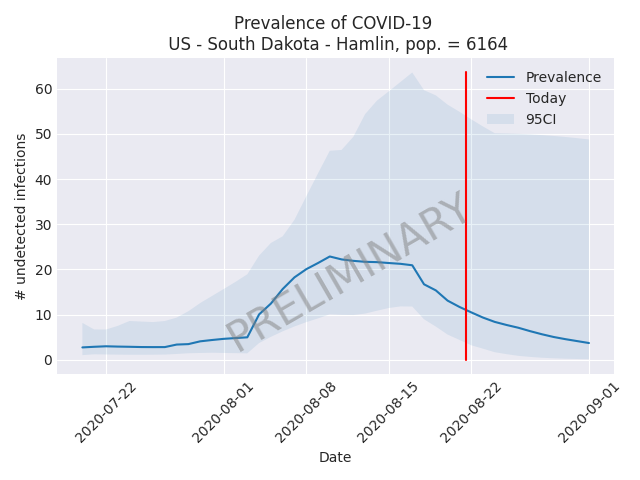 Prevalence of COVID-19
US - South Dakota - Hamlin, pop. = 6164
Prevalence
Today
95CI
# undetected infections
60
50
40
30
20
10
0
PRELIMINARY
2020-07-22
2020-08-01
2020-08-08
2020-08-15
2020-08-22
2020-09-01
Date